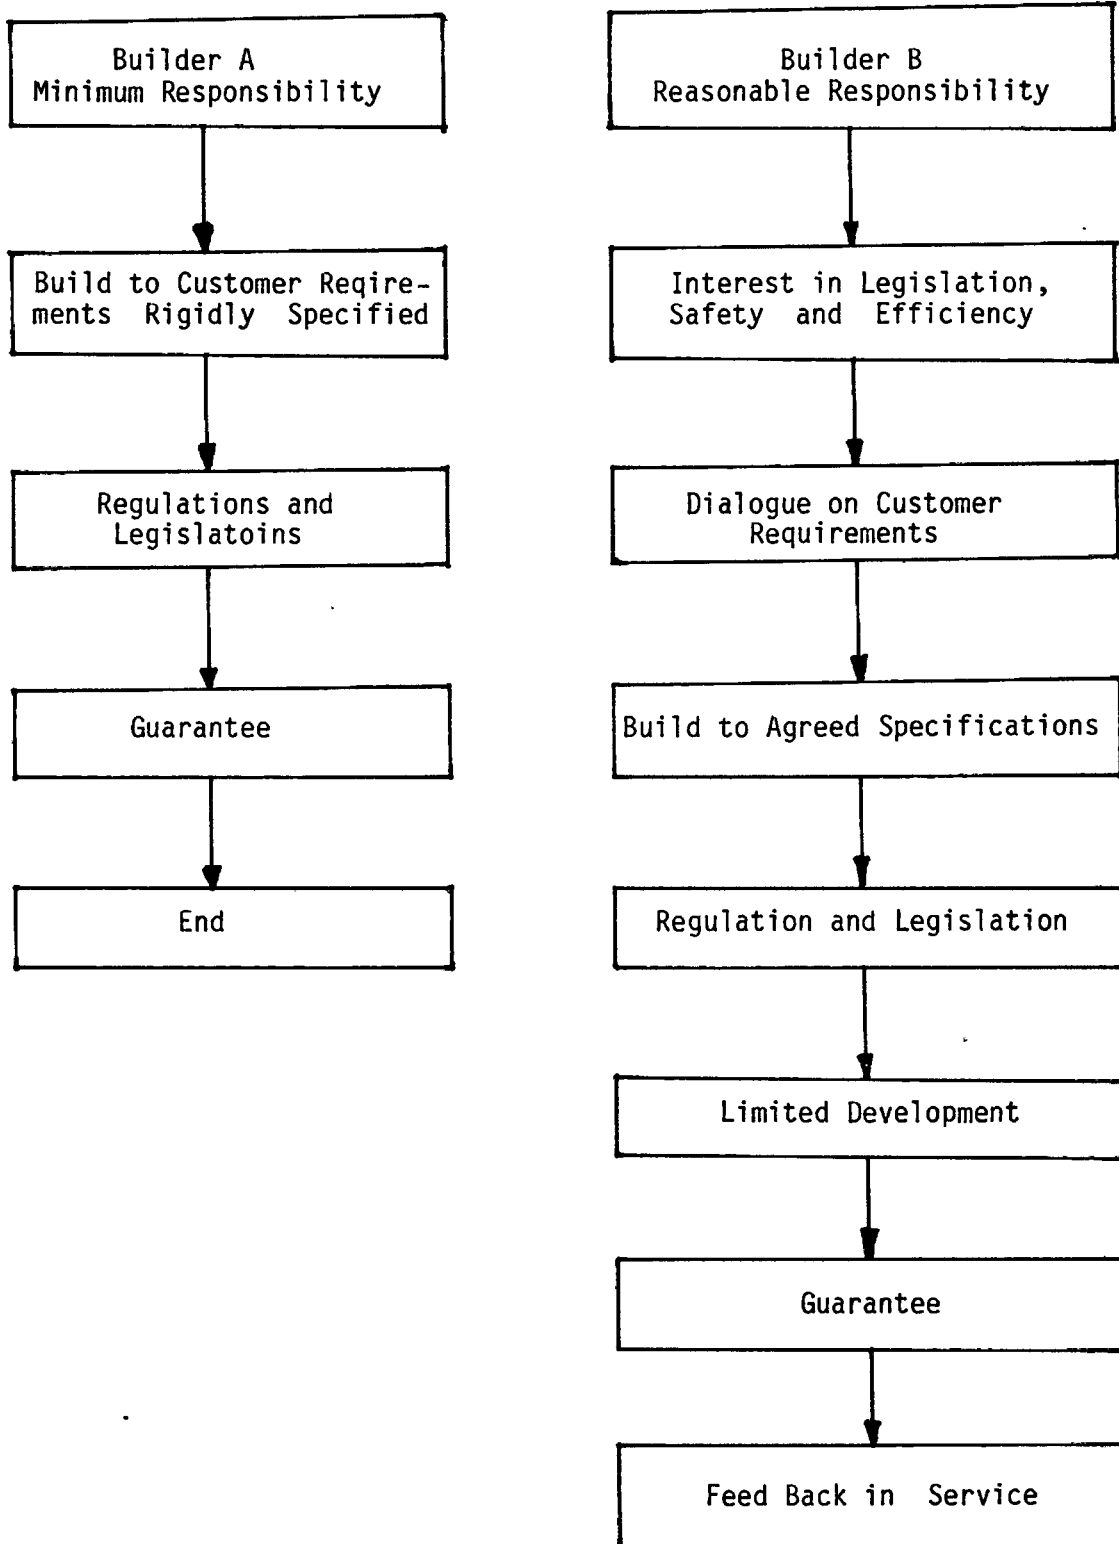 Builder A
Minimum Responsibility
Build to Customer Reqire-
ments Rigidly Specified
Regulations and
Legislatoins
Guarantee
End
Builder B
Reasonable Responsibility
Interest in Legislation,
Safety and Efficiency
Dialogue on Customer
Requirements
Build to Agreed Specifications
Regulation and Legislation
Limited Development
Guarantee
Feed Back in Service